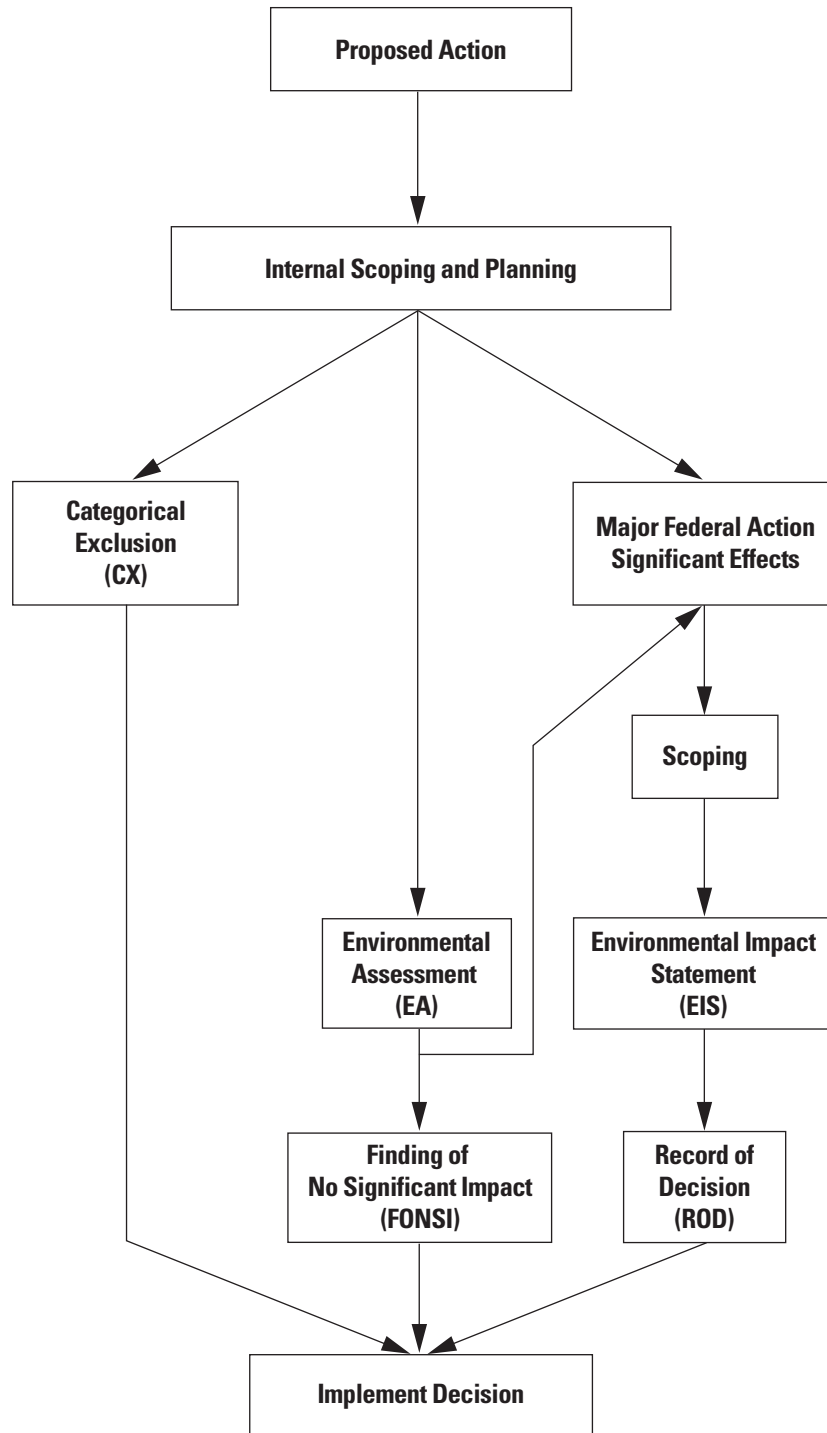 Proposed Action
Internal Scoping and Planning
Categorical
Exclusion
(CX)
Major Federal Action
Significant Effects
Scoping
Environmental
Assessment
(EA)
Environmental Impact
Statement
(EIS)
Finding of
No Significant Impact
(FONSI)
Record of
Decision
(ROD)
Implement Decision